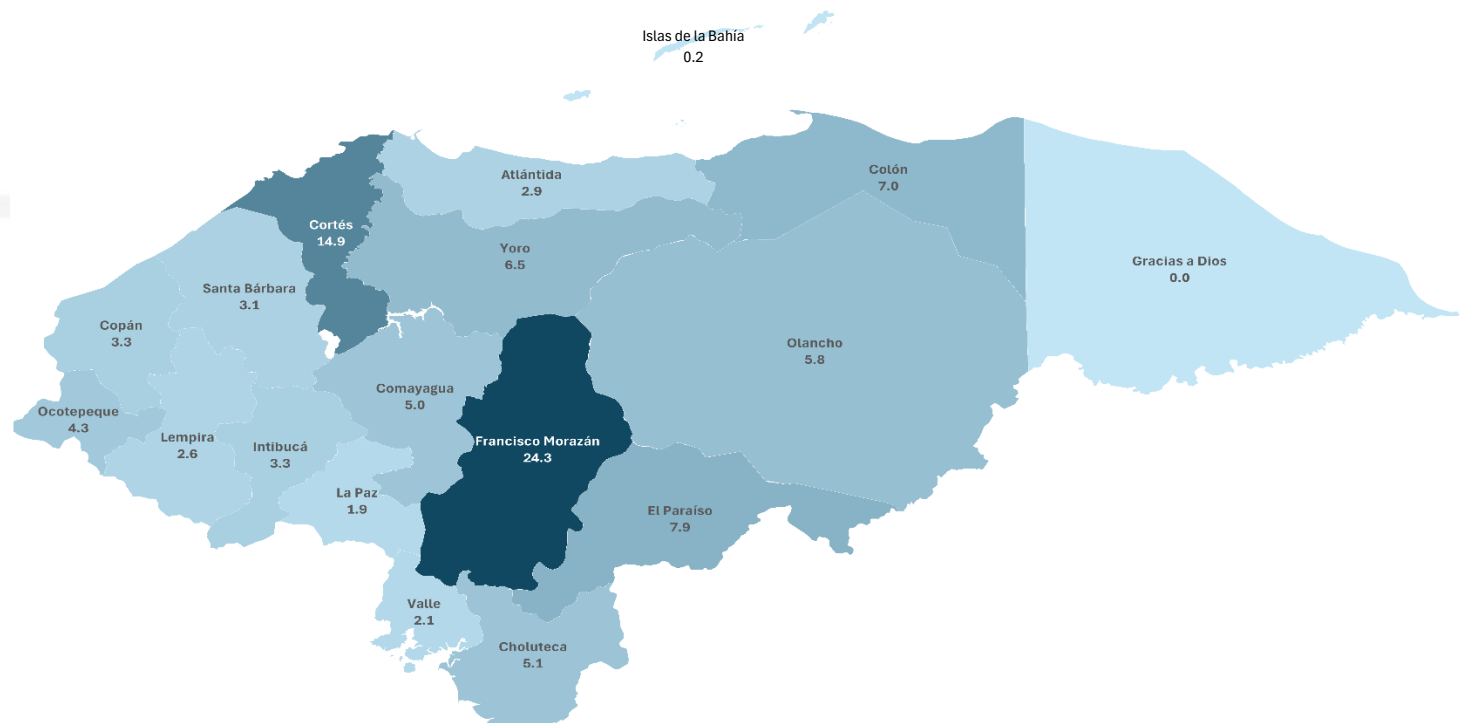 Islas de la Bahía
0.2
Atlántida
2.9
Colón
7.0
Cortés
14.9
Yoro
6.5
Gracias a Dios
0.0
Santa Bárbara
3.1
Copán
3.3
Olancho
5.8
Comayagua
5.0
Ocotepeque
4.3
Lempira
2.6
Intibucá
3.3
Francisco Morazán
24.3
La Paz
1.9
El Paraíso
7.9
Valle
2.1
Choluteca
5.1